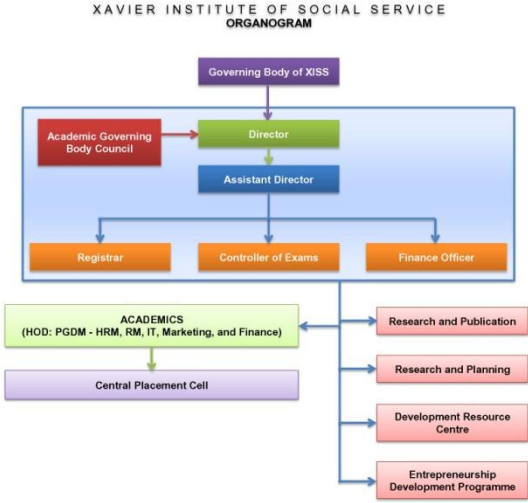 XAVIER INSTITUTE OF SOCIAL SERVICE
ORGANOGRAM
Governing Body of XISS
Academic Governing
Body Council
Director
Assistant Director
Registrar
Controller of Exams
Finance Officer
ACADEMICS
(HOD: PGDM - HRM, RM, IT, Marketing, and Finance)
Central Placement Cell
Research and Publication
Research and Planning
Development Resource
Centre
Entrepreneurship
Development Programme